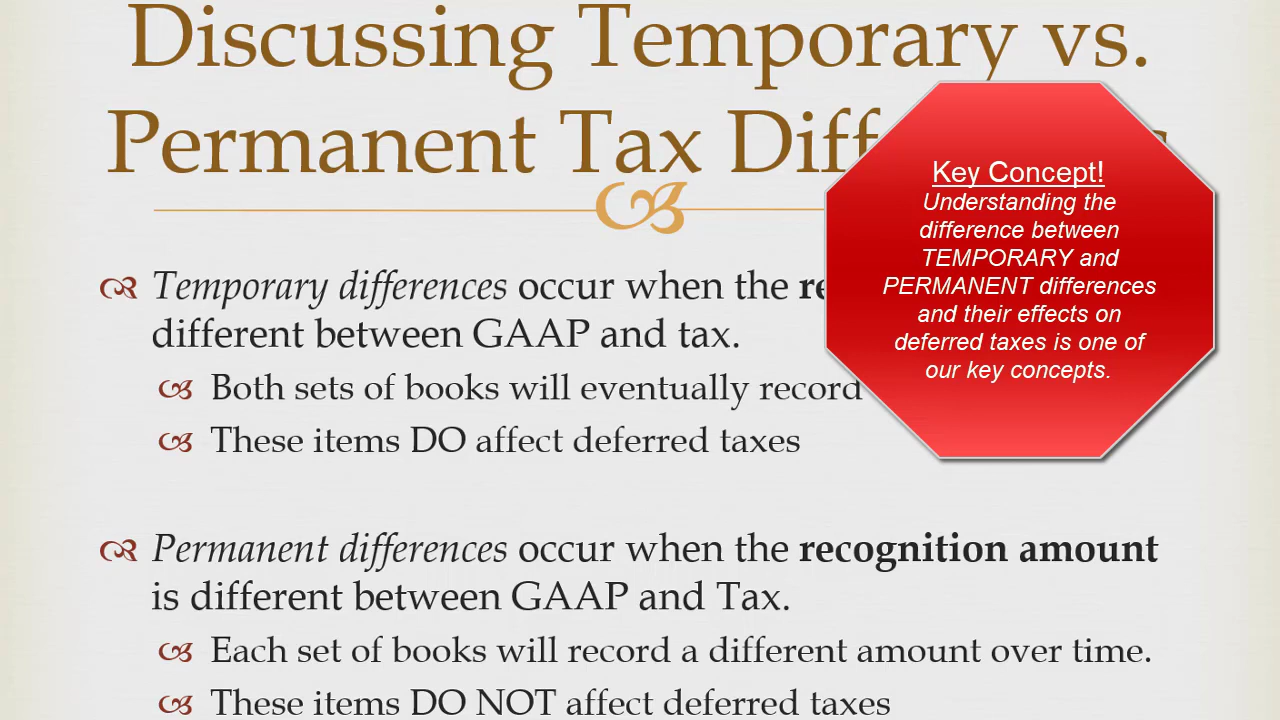 Discussing Temporary vs.
Permanent Tax
Key Concept!
Understanding the
difference between
TEMPORARY and
PERMANENT differences
and their effects on
deferred taxes is one of
our key concepts.
Temporary differences occur when the
different between GAAP and tax.
Both sets of books will eventually record
These items DO affect deferred taxes
Permanent differences occur when the recognition amount
is different between GAAP and Tax.
Each set of books will record a different amount over time.
These items DO NOT affect deferred taxes